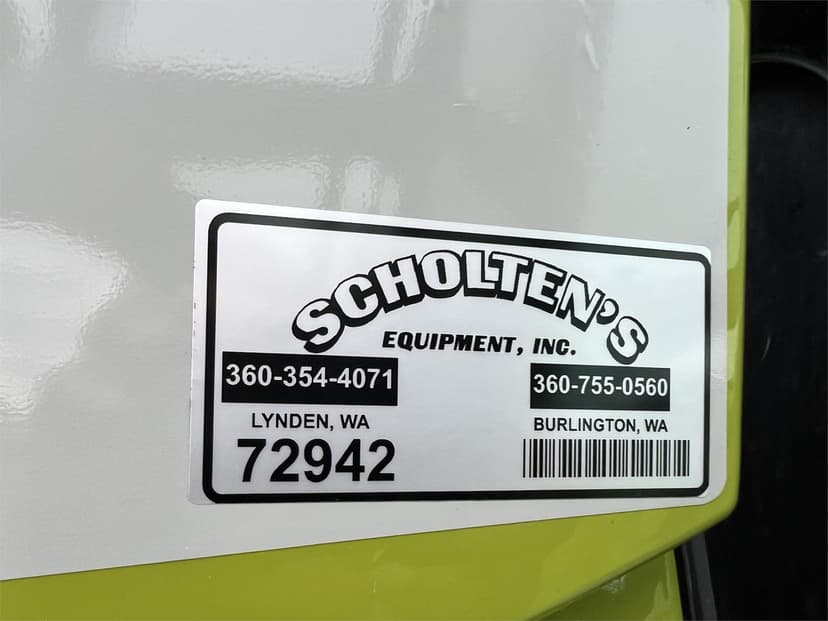 SCHOLTEN'S
EQUIPMENT, INC.
360-354-4071
LYNDEN, WA
72942
360-755-0560
BURLINGTON, WA